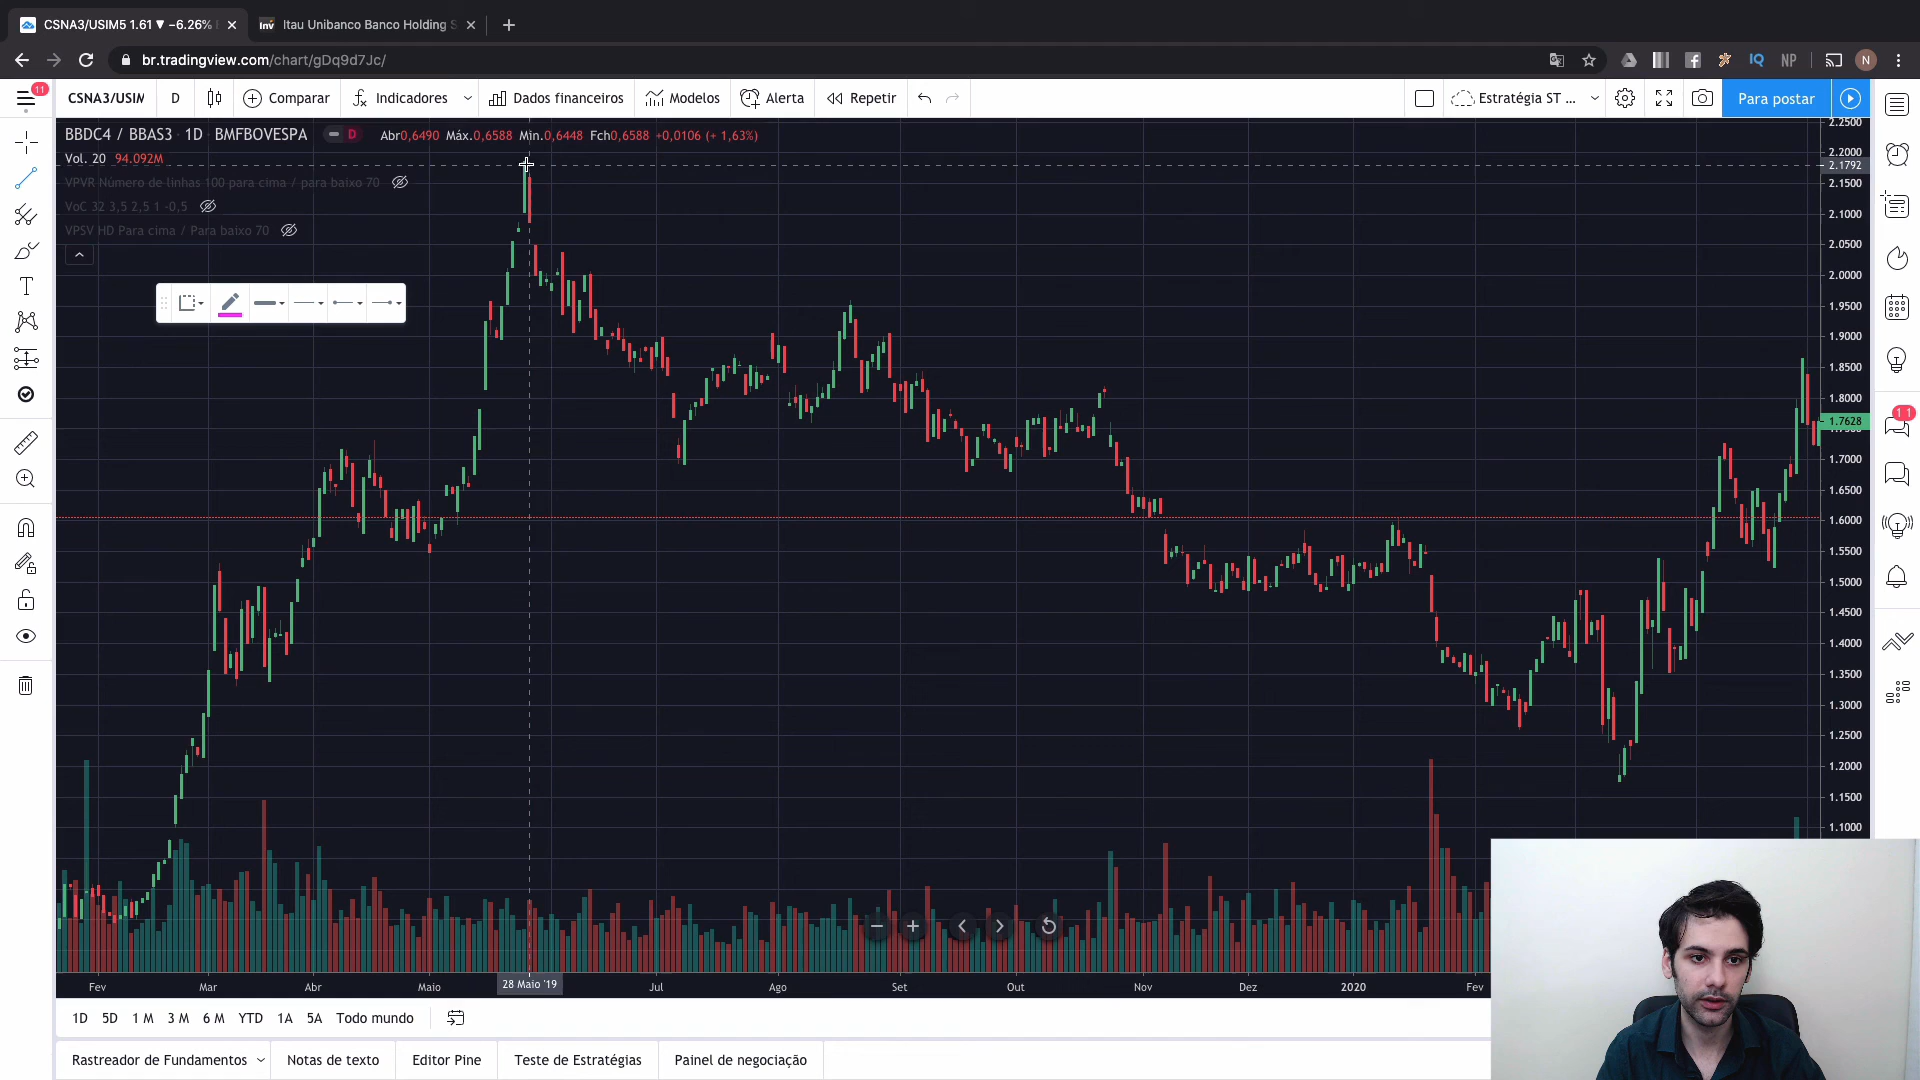 CSNA3/USIM5 1.61 ▼ −6.26%
Itau Unibanco Banco Holding S
br.tradingview.com/chart/gDq9d7Jc/
NP
11
CSNA3/USIM
D
Comparar
Indicadores
Dados financeiros
Modelos
Alerta
Repetir
Estratégia ST ...
Para postar
BBDC4 / BBAS3 · 1D · BMFBOVESPA
D
Abr0,6490 Máx.0,6588 Mín.0,6448 Fch0,6588 +0,0106 (+ 1,63%)
Vol. 20 94.092M
VPVR Número de linhas 100 para cima / para baixo 70
VoC 32 3,5 2,5 1 -0,5
VPSV HD Para cima / Para baixo 70
2.2500
2.2000
2.1792
2.1500
2.1000
2.0500
2.0000
1.9500
1.9000
1.8500
1.8000
1.7628
1.7000
1.6500
1.6000
1.5500
1.5000
1.4500
1.4000
1.3500
1.3000
1.2500
1.2000
1.1500
1.1000
11
Fev Mar Abr Maio 28 Maio '19 Jul Ago Set Out Nov Dez 2020 Fev
1D 5D 1 M 3 M 6 M YTD 1A 5A Todo mundo
Rastreador de Fundamentos Notas de texto Editor Pine Teste de Estratégias Painel de negociação